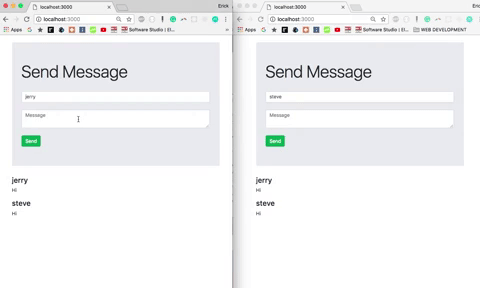 localhost:3000
Erick
localhost:3000
Apps
Software Studio | El...
Send Message
jerry
Message
Send
jerry
Hi
steve
Hi
localhost:3000
localhost:3000
Apps
Software Studio | El...
WEB DEVELOPMENT
Send Message
steve
Message
Send
jerry
Hi
steve
Hi